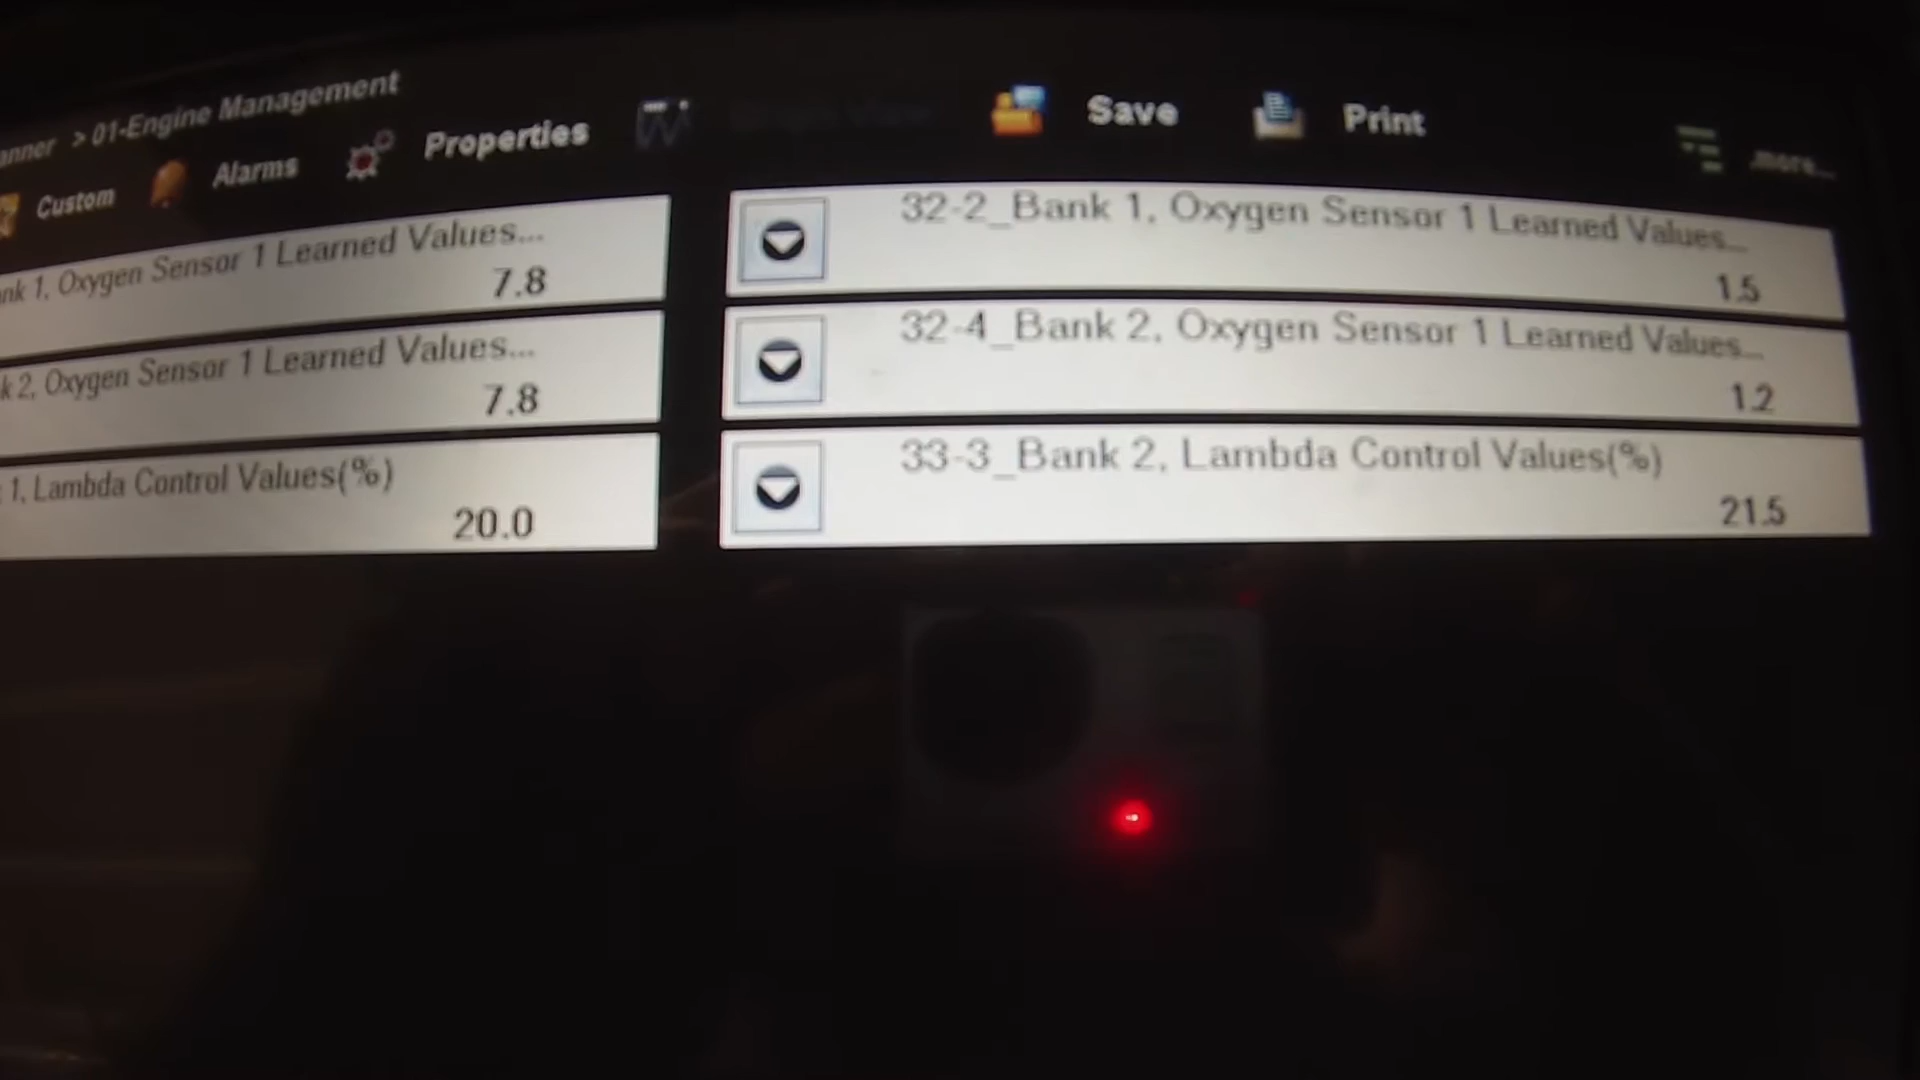 anner > 01-Engine Management
Custom Alarms Properties Save Print more...
nk 1, Oxygen Sensor 1 Learned Values...
7.8
32-2_Bank 1, Oxygen Sensor 1 Learned Values...
1.5
k 2, Oxygen Sensor 1 Learned Values...
7.8
32-4_Bank 2, Oxygen Sensor 1 Learned Values...
1.2
1, Lambda Control Values(%)
20.0
33-3_Bank 2, Lambda Control Values(%)
21.5